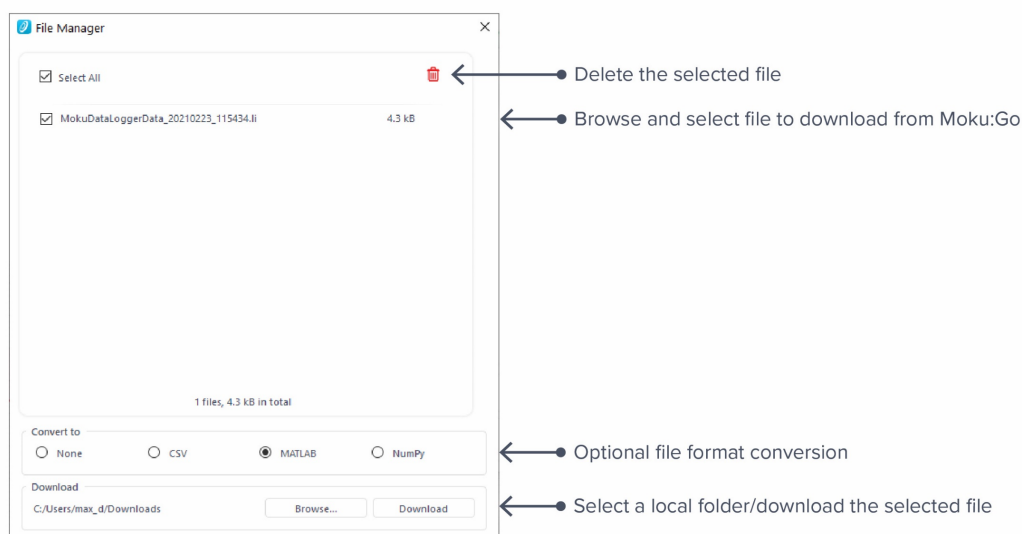 File Manager
Select All
Delete the selected file
MokuDataLoggerData_20210223_115434.li 4.3 kB
Browse and select file to download from Moku:Go
1 files, 4.3 kB in total
Convert to
None CSV MATLAB NumPy
Optional file format conversion
Download
C:/Users/max_d/Downloads Browse... Download
Select a local folder/download the selected file